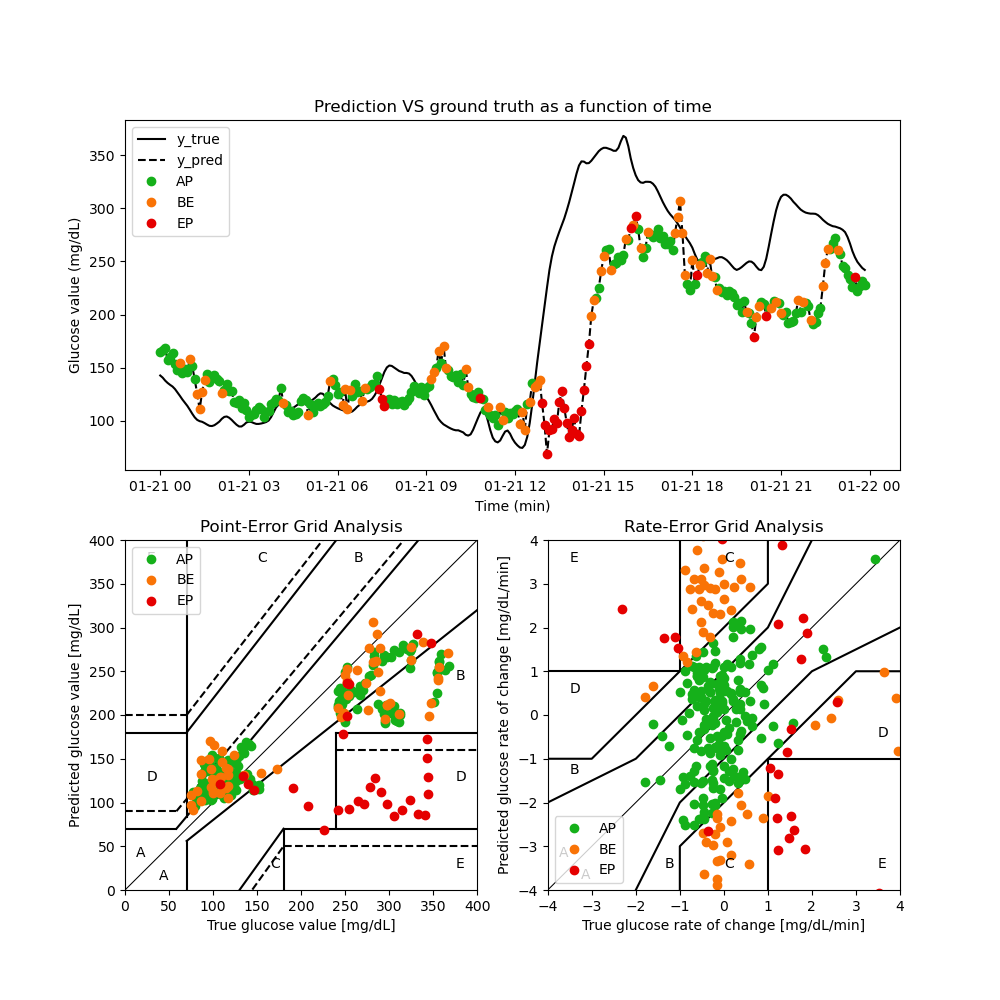 Prediction VS ground truth as a function of time
Glucose value (mg/dL)
350
300
250
200
150
100
y_true
y_pred
AP
BE
EP
01-21 00 01-21 03 01-21 06 01-21 09 01-21 12 01-21 15 01-21 18 01-21 21 01-22 00
Time (min)
Point-Error Grid Analysis
Predicted glucose value [mg/dL]
400
350
300
250
200
150
100
50
0
AP
BE
EP
C B
B
D D
A
A
C E
0 50 100 150 200 250 300 350 400
True glucose value [mg/dL]
Rate-Error Grid Analysis
Predicted glucose rate of change [mg/dL/min]
4
3
2
1
0
−1
−2
−3
−4
E C
D
D
B
A
A
B C E
AP
BE
EP
−4 −3 −2 −1 0 1 2 3 4
True glucose rate of change [mg/dL/min]